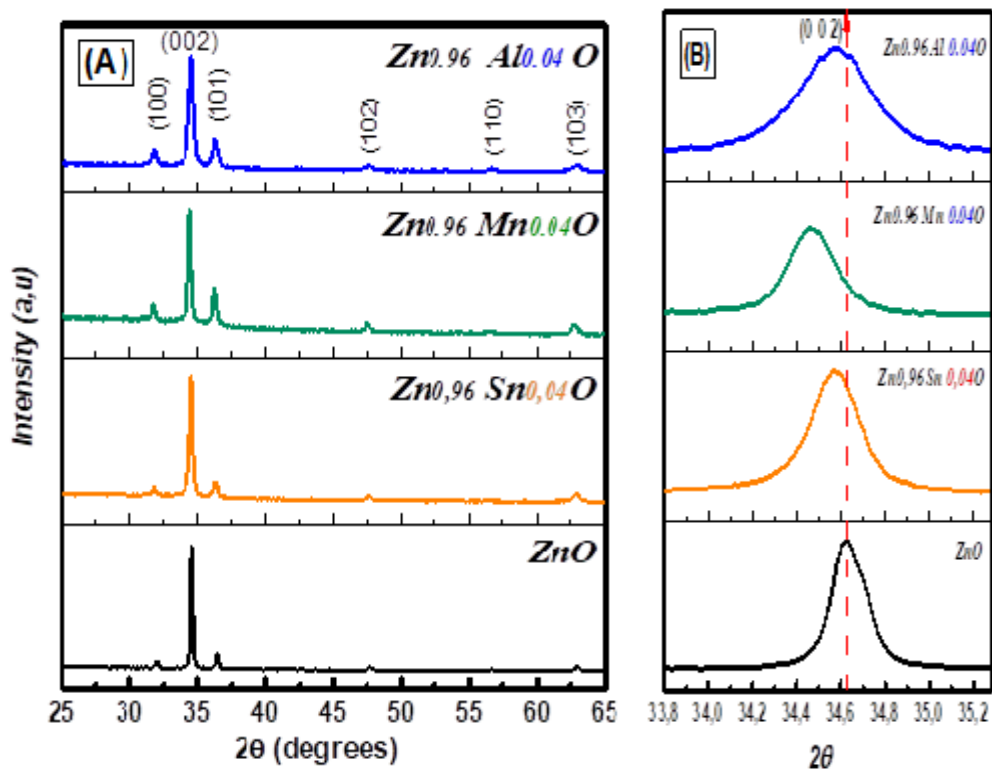 (A)
(002)
Zn0.96 Al0.04 O
(100)
(101)
(102)
(110)
(103)
Zn0.96 Mn0.04O
Zn0,96 Sn0,04O
ZnO
Intensity (a,u)
25 30 35 40 45 50 55 60 65
2θ (degrees)
(B)
(0 0 2)
Zn0.96 Al 0.04O
Zn0.96 Mn 0.04O
Zn0,96 Sn 0,04O
ZnO
33,8 34,0 34,2 34,4 34,6 34,8 35,0 35,2
2θ